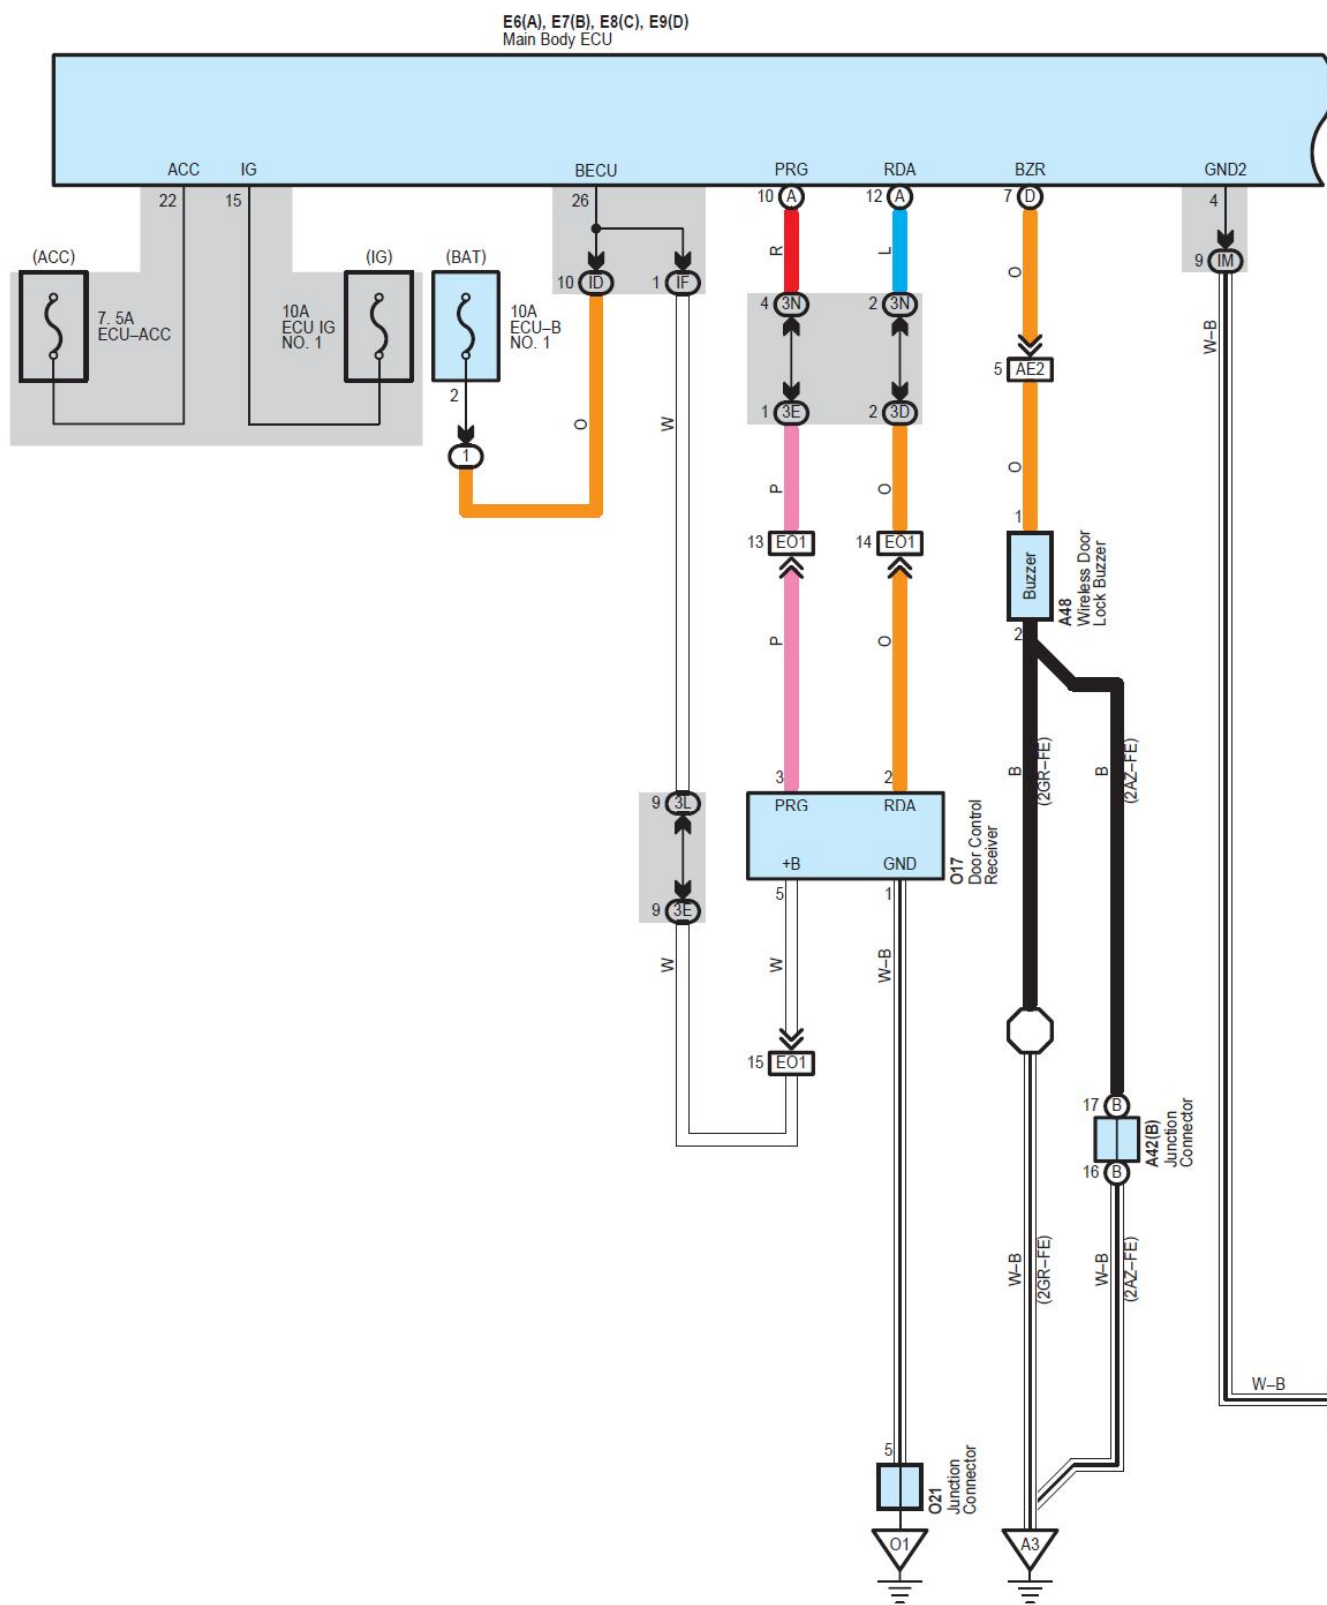 E6(A), E7(B), E8(C), E9(D)
Main Body ECU
ACC
IG
BECU
PRG
RDA
BZR
GND2
22
15
26
10
A
12
A
7
D
4
(ACC)
(IG)
(BAT)
R
L
O
9
IM
10
ID
1
IF
7. 5A
ECU–ACC
10A
ECU IG
NO. 1
10A
ECU–B
NO. 1
4
3N
2
3N
W–B
5
AE2
2
1
3E
2
3D
1
O
W
P
O
O
1
13
EO1
14
EO1
Buzzer
A48
Wireless Door
Lock Buzzer
P
O
2
B
(2GR–FE)
B
(2AZ–FE)
3
2
9
3L
PRG
RDA
+B
GND
O17
Door Control
Receiver
9
3E
5
1
W
W
W–B
15
EO1
17
B
A42(B)
Junction
Connector
16
B
W–B
(2GR–FE)
W–B
(2AZ–FE)
W–B
5
O21
Junction
Connector
O1
A3